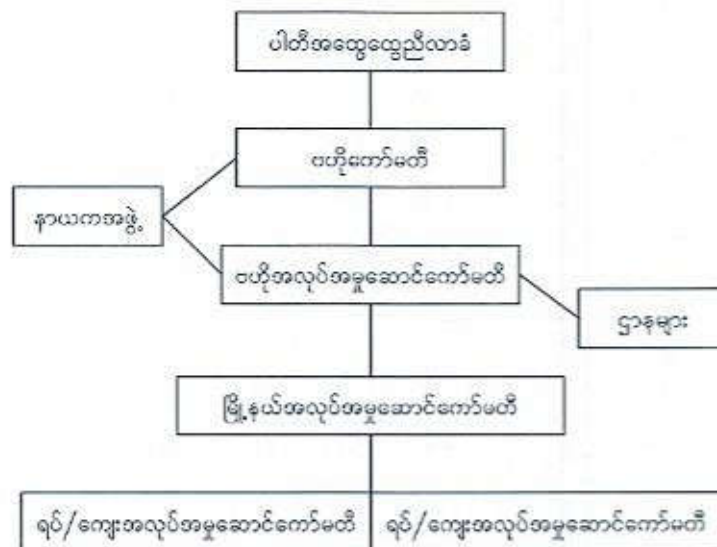 ပါတီအထွေထွေညီလာခံ
ဗဟိုကော်မတီ
နာယကအဖွဲ့
ဗဟိုအလုပ်အမှုဆောင်ကော်မတီ
ဌာနများ
မြို့နယ်အလုပ်အမှုဆောင်ကော်မတီ
ရပ်/ကျေးအလုပ်အမှုဆောင်ကော်မတီ
ရပ်/ကျေးအလုပ်အမှုဆောင်ကော်မတီ